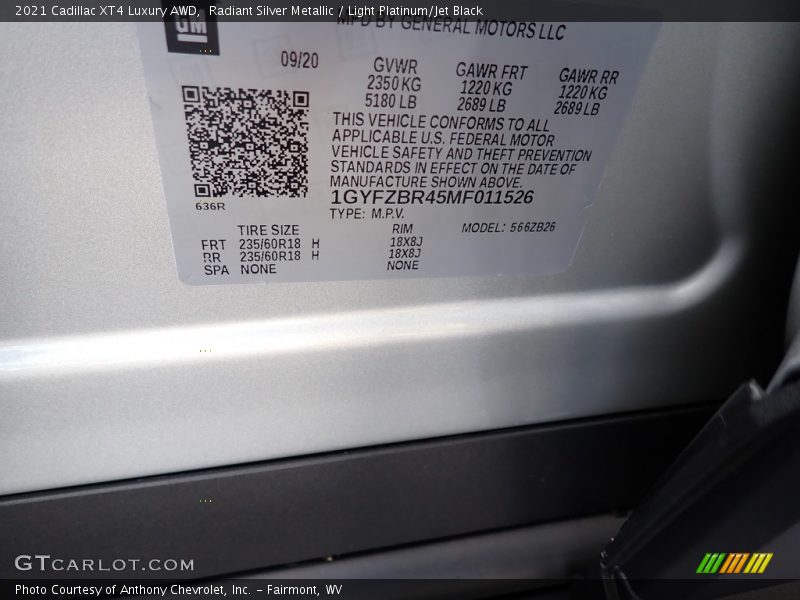 2021 Cadillac XT4 Luxury AWD, Radiant Silver Metallic / Light Platinum/Jet Black
GM
MFD BY GENERAL MOTORS LLC
09/20
GVWR
2350 KG
5180 LB
GAWR FRT
1220 KG
2689 LB
GAWR RR
1220 KG
2689 LB
THIS VEHICLE CONFORMS TO ALL
APPLICABLE U.S. FEDERAL MOTOR
VEHICLE SAFETY AND THEFT PREVENTION
STANDARDS IN EFFECT ON THE DATE OF
MANUFACTURE SHOWN ABOVE.
1GYFZBR45MF011526
636R
TYPE: M.P.V. MODEL: 566ZB26
TIRE SIZE RIM
FRT 235/60R18 H 18X8J
RR 235/60R18 H 18X8J
SPA NONE NONE
GTCARLOT.COM
Photo Courtesy of Anthony Chevrolet, Inc. – Fairmont, WV